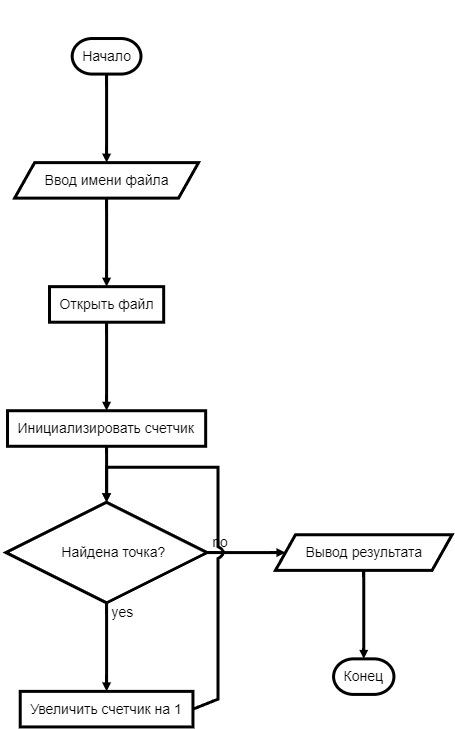 Начало
Ввод имени файла
Открыть файл
Инициализировать счетчик
Найдена точка?
no
Вывод результата
yes
Увеличить счетчик на 1
Конец